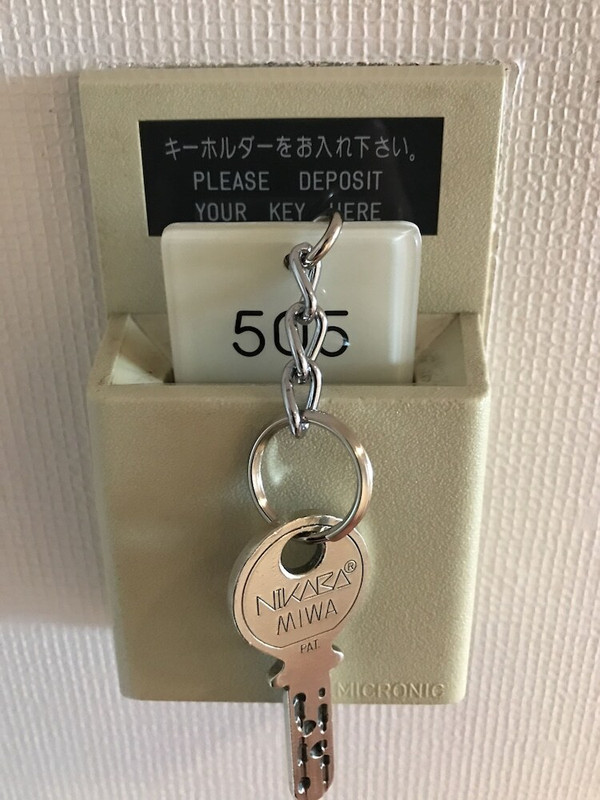 キーホルダーをお入れ下さい。
PLEASE DEPOSIT
YOUR KEY HERE
505
NIKABA®
MIWA
PAT.
MICRONIC